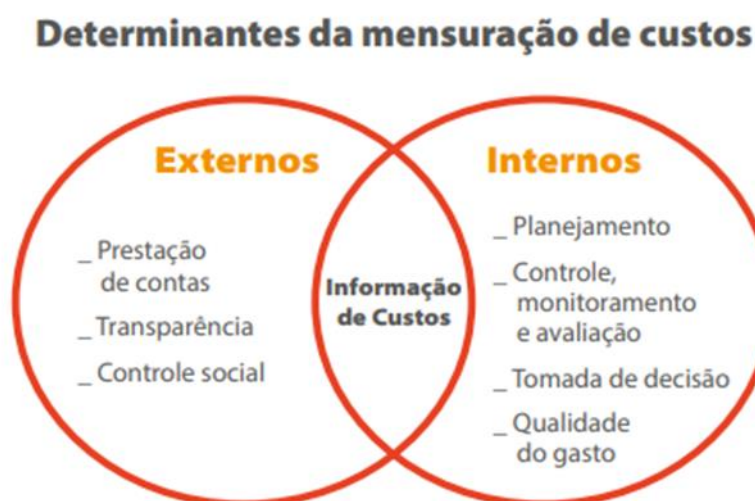 Determinantes da mensuração de custos
Externos
_ Prestação
de contas
_ Transparência
_ Controle social
Informação
de Custos
Internos
_ Planejamento
_ Controle,
monitoramento
e avaliação
_ Tomada de decisão
_ Qualidade
do gasto